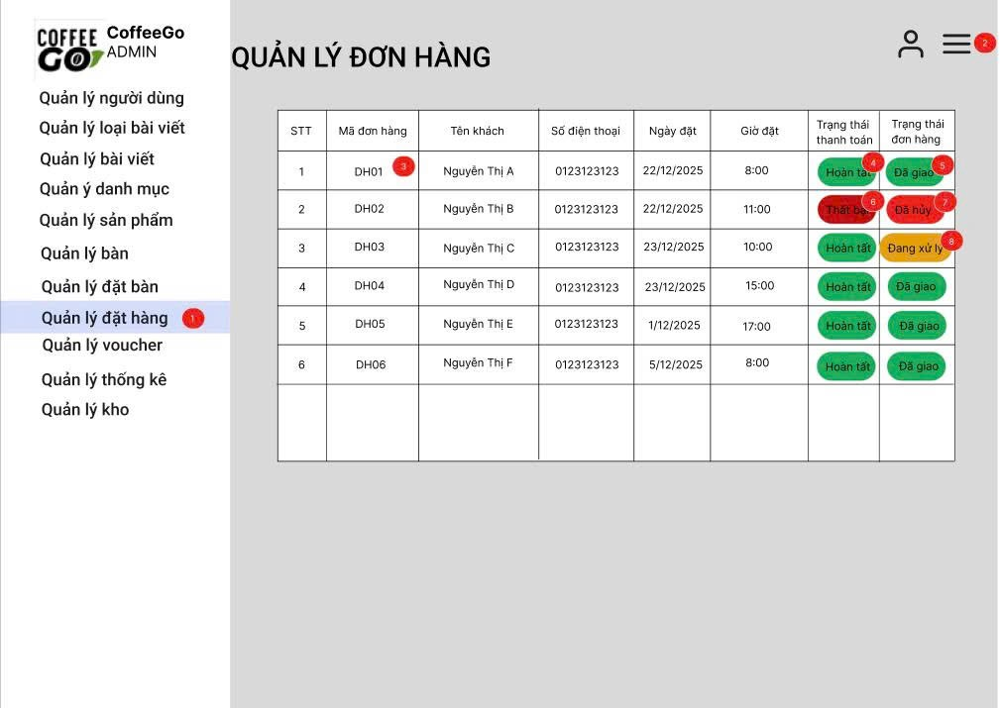 COFFEE
GO
CoffeeGo
ADMIN
Quản lý người dùng
Quản lý loại bài viết
Quản lý bài viết
Quản ý danh mục
Quản lý sản phẩm
Quản lý bàn
Quản lý đặt bàn
Quản lý đặt hàng 1
Quản lý voucher
Quản lý thống kê
Quản lý kho
QUẢN LÝ ĐƠN HÀNG
2
STT Mã đơn hàng Tên khách Số điện thoại Ngày đặt Giờ đặt Trạng thái thanh toán Trạng thái đơn hàng
1 DH01 3 Nguyễn Thị A 0123123123 22/12/2025 8:00 Hoàn tất 4 Đã giao 5
2 DH02 Nguyễn Thị B 0123123123 22/12/2025 11:00 Thất bại 6 Đã hủy 7
3 DH03 Nguyễn Thị C 0123123123 23/12/2025 10:00 Hoàn tất Đang xử lý 8
4 DH04 Nguyễn Thị D 0123123123 23/12/2025 15:00 Hoàn tất Đã giao
5 DH05 Nguyễn Thị E 0123123123 1/12/2025 17:00 Hoàn tất Đã giao
6 DH06 Nguyễn Thị F 0123123123 5/12/2025 8:00 Hoàn tất Đã giao